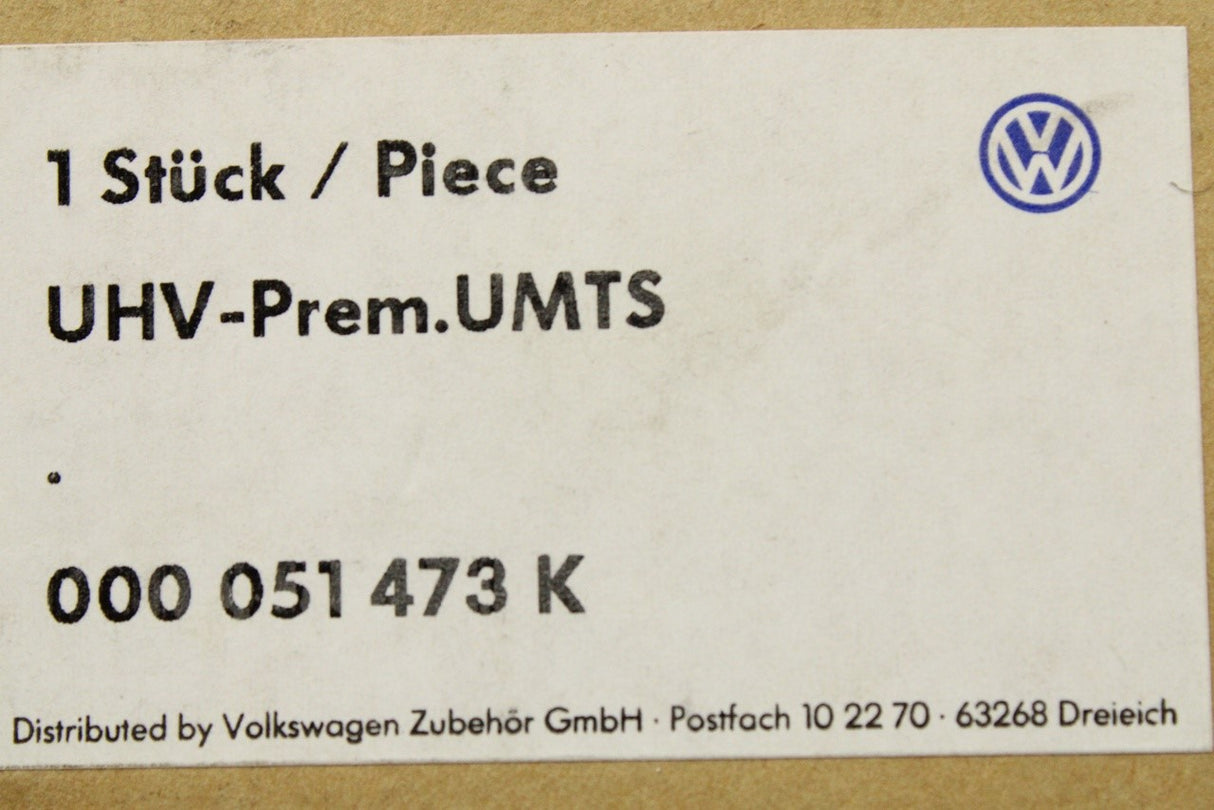 1 Stück / Piece
UHV-Prem.UMTS
.
000 051 473 K
Distributed by Volkswagen Zubehör GmbH · Postfach 10 22 70 · 63268 Dreieich